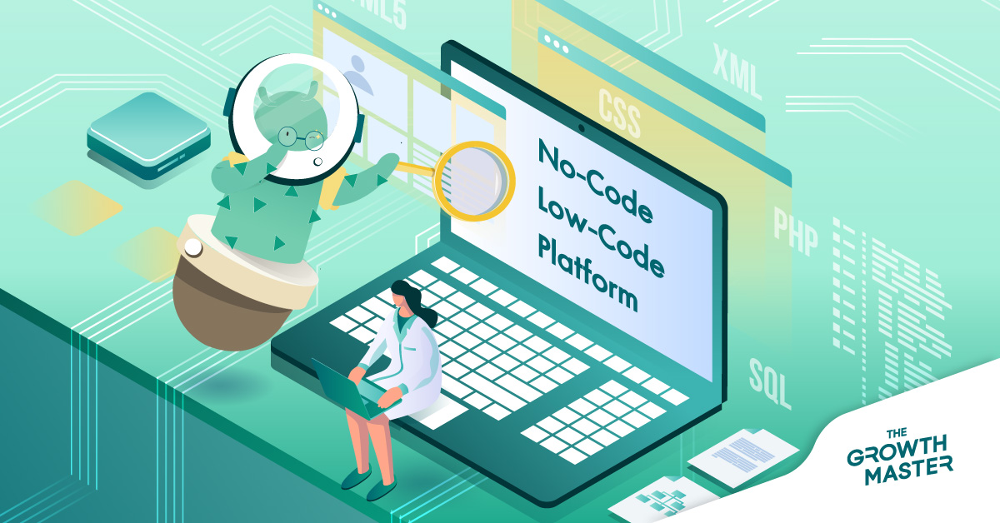 HTML5
XML
CSS
No-Code
Low-Code
Platform
PHP
SQL
THE
GROWTH
MASTER